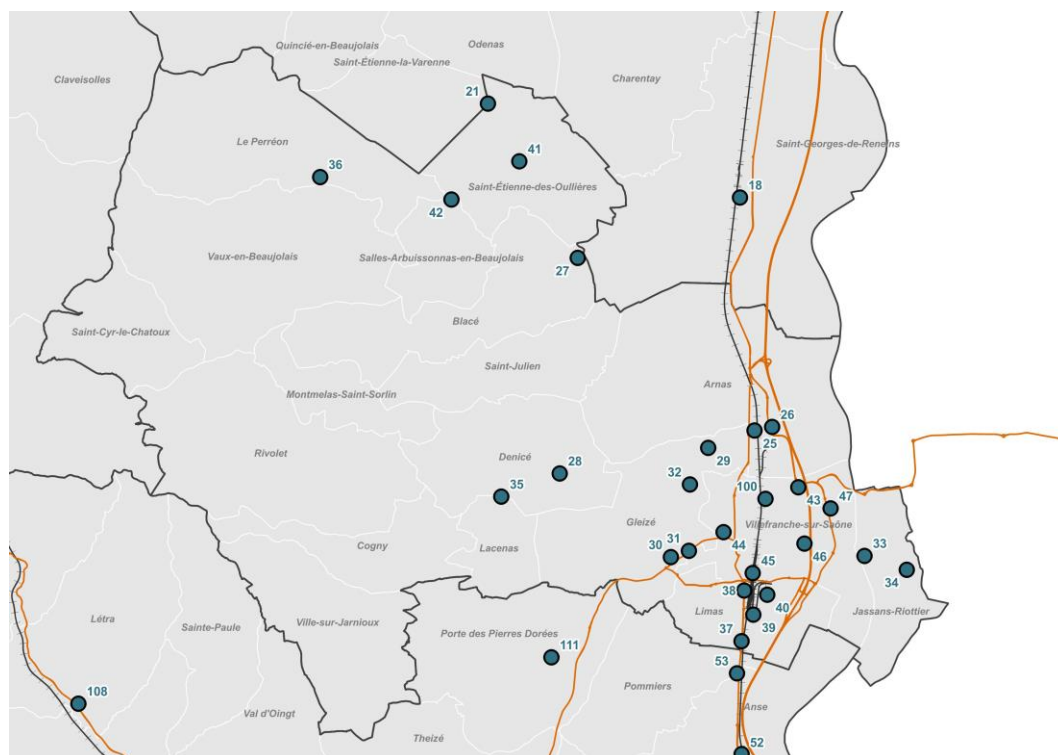 Quincié-en-Beaujolais
Odenas
Saint-Étienne-la-Varenne
Claveisolles
Charentay
21
Le Perréon
41
Saint-Georges-de-Reneins
36
18
Saint-Étienne-des-Oullières
42
Vaux-en-Beaujolais
Salles-Arbuissonnas-en-Beaujolais
27
Saint-Cyr-le-Chatoux
Blacé
Saint-Julien
Arnas
Montmelas-Saint-Sorlin
26
25
Rivolet
Denicé
29
28
32
35
100
43
47
Gleizé
Villefranche-sur-Saône
31
44
Cogny
Lacenas
30
46
33
45
34
38
40
Létra
Sainte-Paule
Ville-sur-Jarnioux
Limas
39
Jassans-Riottier
Porte des Pierres Dorées
37
111
53
Pommiers
108
Val d'Oingt
Anse
Theizé
52